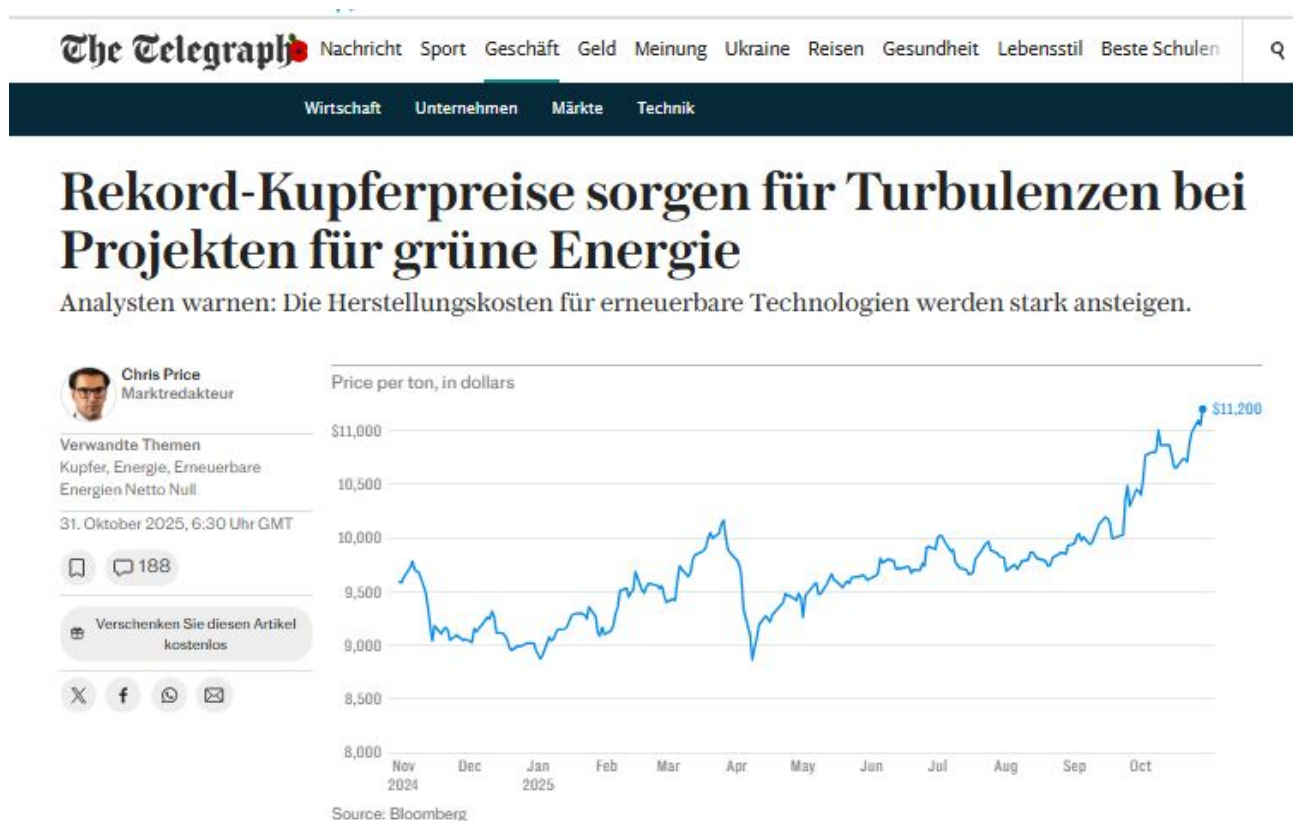 The Telegraph
Nachricht Sport Geschäft Geld Meinung Ukraine Reisen Gesundheit Lebensstil Beste Schulen
Wirtschaft Unternehmen Märkte Technik
Rekord-Kupferpreise sorgen für Turbulenzen bei
Projekten für grüne Energie
Analysten warnen: Die Herstellungskosten für erneuerbare Technologien werden stark ansteigen.
Chris Price
Marktredakteur
Verwandte Themen
Kupfer, Energie, Erneuerbare
Energien Netto Null
31. Oktober 2025, 6:30 Uhr GMT
188
Verschenken Sie diesen Artikel
kostenlos
Price per ton, in dollars
$11,200
$11,000
10,500
10,000
9,500
9,000
8,500
8,000
Nov Dec Jan Feb Mar Apr May Jun Jul Aug Sep Oct
2024 2025
Source: Bloomberg